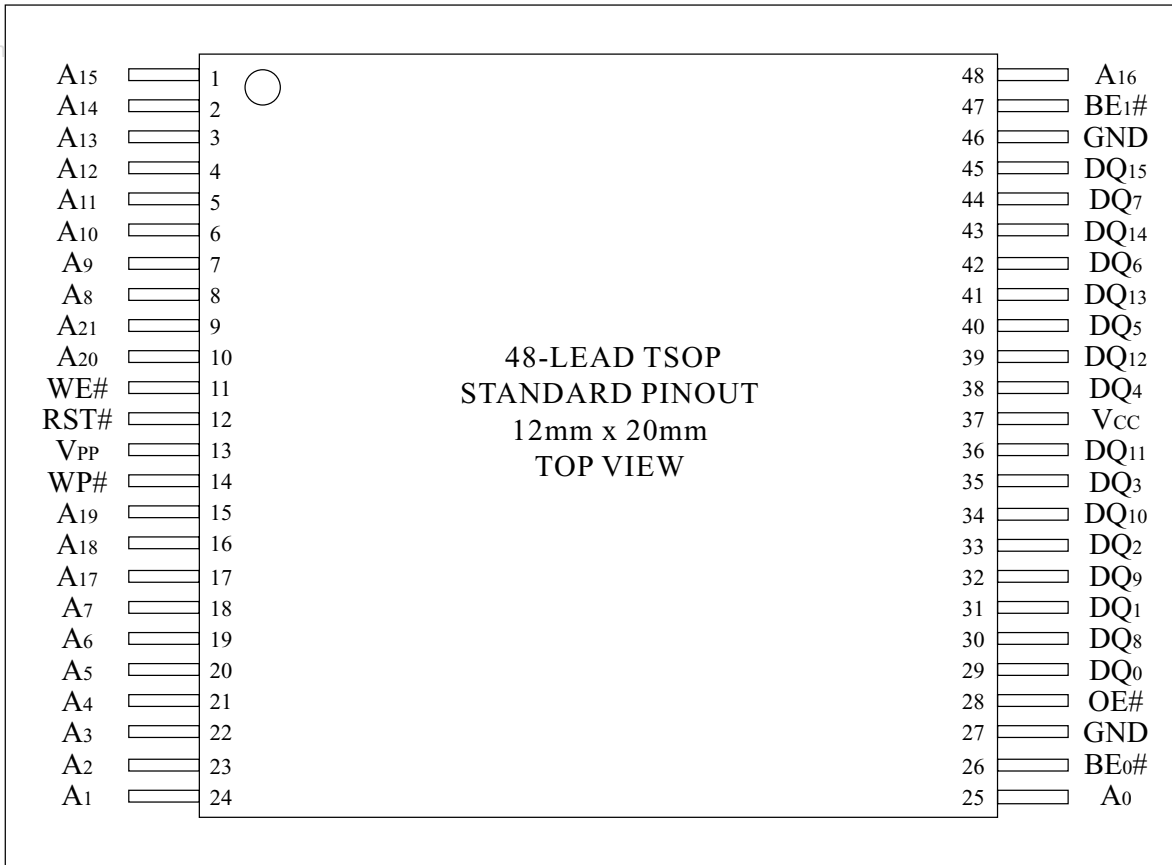 A15 1 48 A16
A14 2 47 BE1#
A13 3 46 GND
A12 4 45 DQ15
A11 5 44 DQ7
A10 6 43 DQ14
A9 7 42 DQ6
A8 8 41 DQ13
A21 9 40 DQ5
A20 10 39 DQ12
WE# 11 38 DQ4
RST# 12 37 VCC
VPP 13 36 DQ11
WP# 14 35 DQ3
A19 15 34 DQ10
A18 16 33 DQ2
A17 17 32 DQ9
A7 18 31 DQ1
A6 19 30 DQ8
A5 20 29 DQ0
A4 21 28 OE#
A3 22 27 GND
A2 23 26 BE0#
A1 24 25 A0
48-LEAD TSOP
STANDARD PINOUT
12mm x 20mm
TOP VIEW